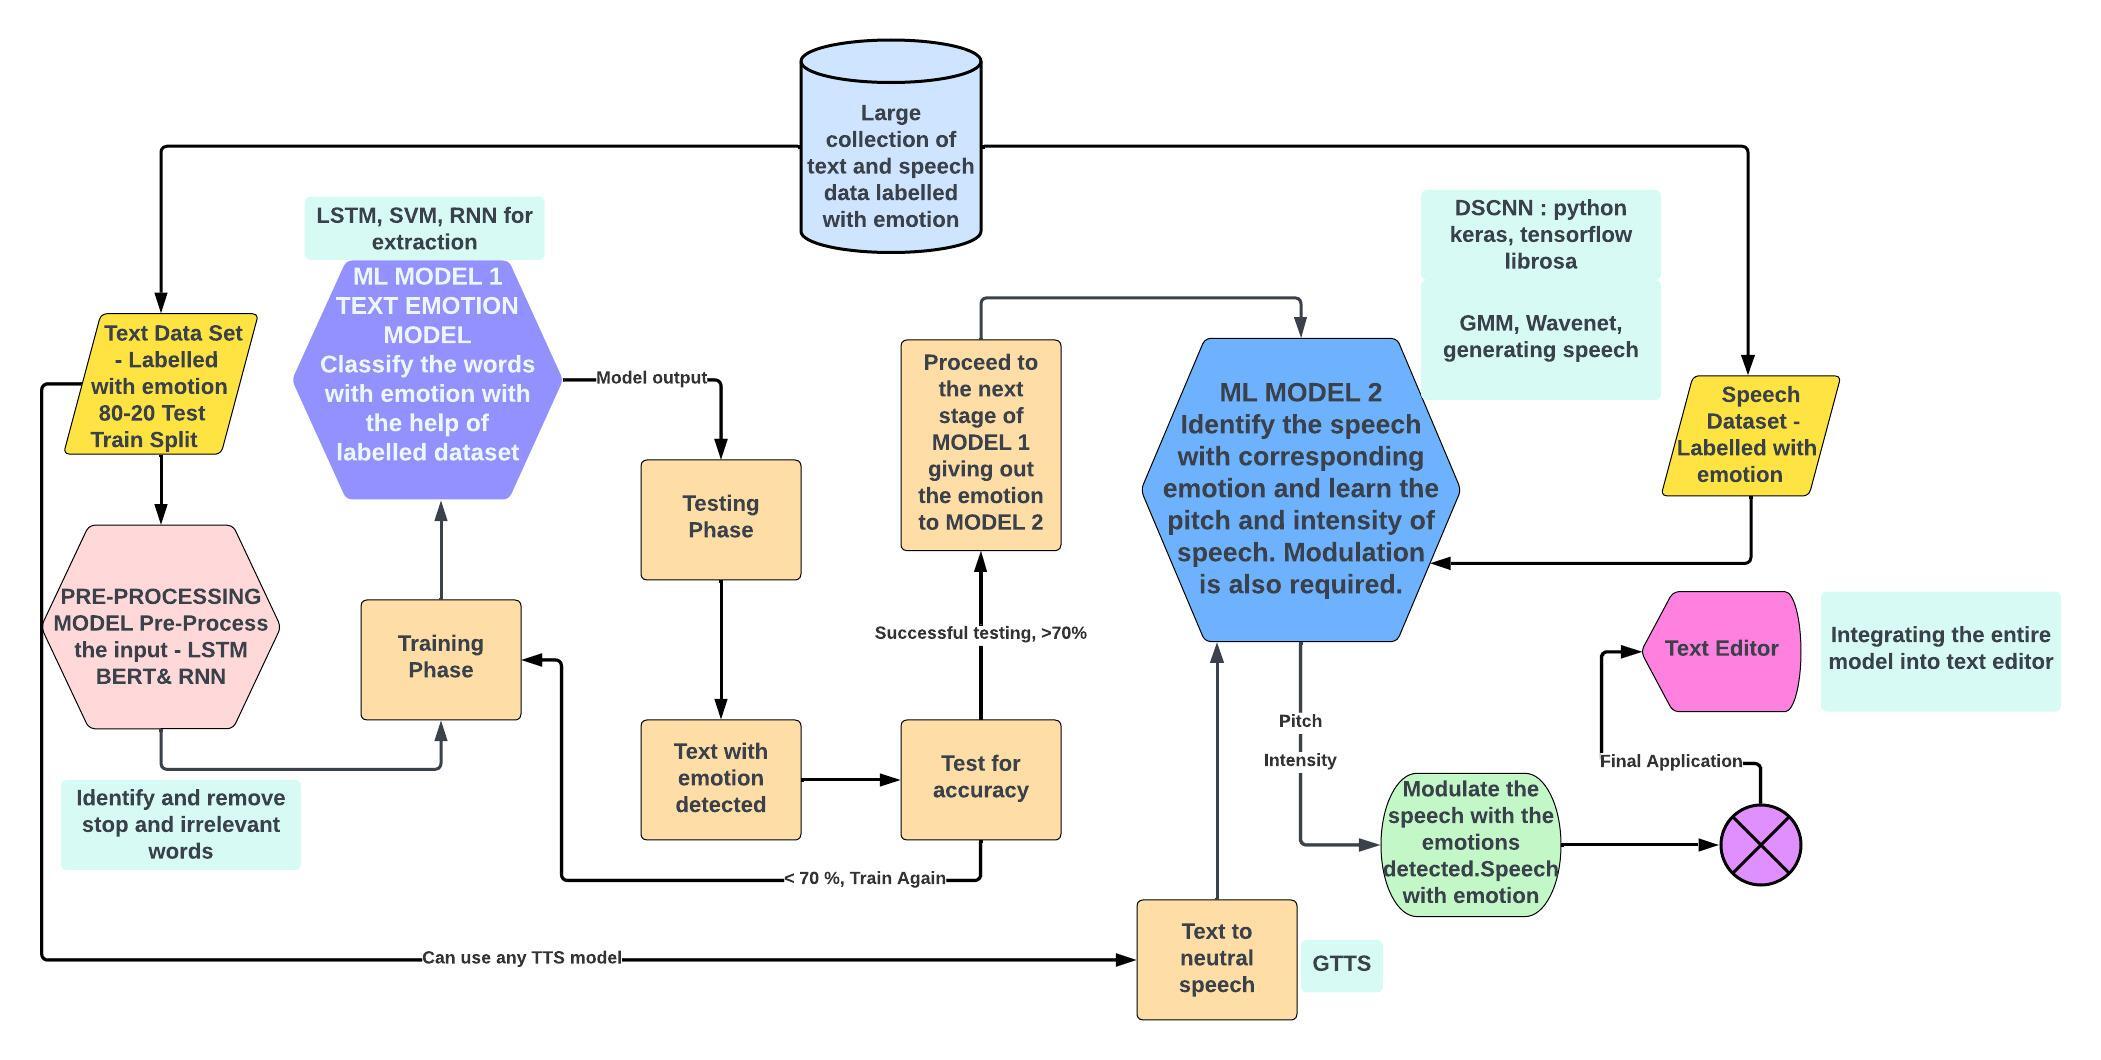 Large
collection of
text and speech
data labelled
with emotion
LSTM, SVM, RNN for
extraction
ML MODEL 1
TEXT EMOTION
MODEL
Classify the words
with emotion with
the help of
labelled dataset
DSCNN : python
keras, tensorflow
librosa
GMM, Wavenet,
generating speech
Text Data Set
- Labelled
with emotion
80-20 Test
Train Split
Model output
Testing
Phase
Proceed to
the next
stage of
MODEL 1
giving out
the emotion
to MODEL 2
ML MODEL 2
Identify the speech
with corresponding
emotion and learn the
pitch and intensity of
speech. Modulation
is also required.
Speech
Dataset -
Labelled with
emotion
PRE-PROCESSING
MODEL Pre-Process
the input - LSTM
BERT& RNN
Training
Phase
Successful testing, >70%
Text Editor
Integrating the entire
model into text editor
Identify and remove
stop and irrelevant
words
Text with
emotion
detected
Test for
accuracy
Pitch
Intensity
Final Application
Modulate the
speech with the
emotions
detected.Speech
with emotion
< 70 %, Train Again
Can use any TTS model
Text to
neutral
speech
GTTS